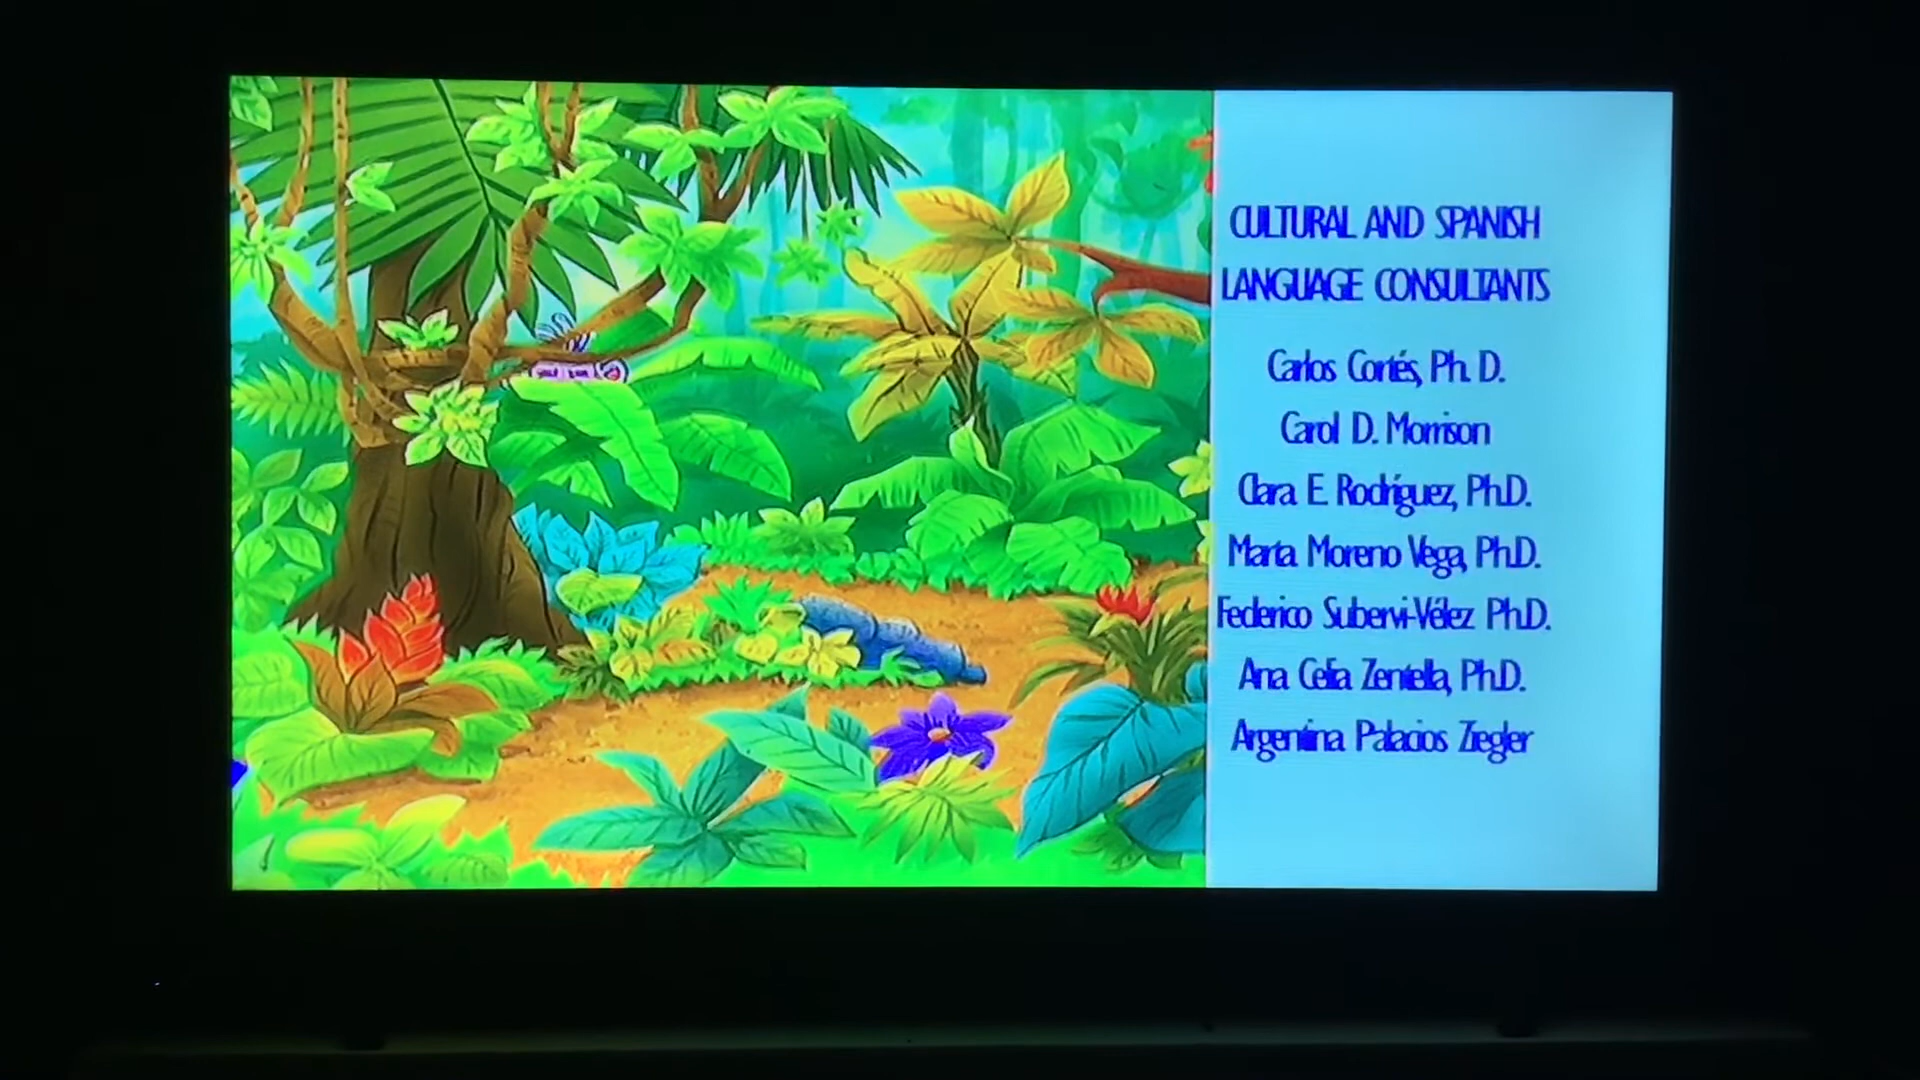 CULTURAL AND SPANISH
LANGUAGE CONSULTANTS
Carlos Cortés, Ph. D.
Carol D. Morrison
Clara E. Rodríguez, Ph.D.
Marta Moreno Vega, Ph.D.
Federico Subervi-Vélez Ph.D.
Ana Celia Zentella, Ph.D.
Argentina Palacios Ziegler